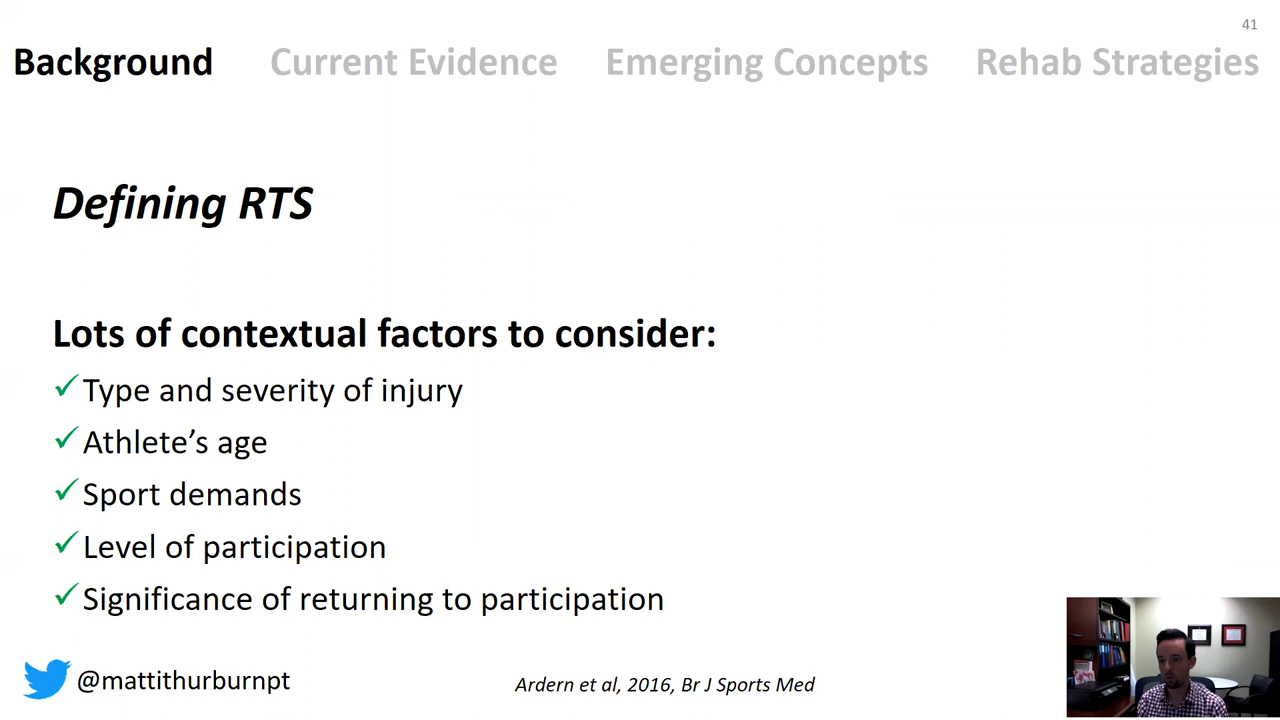 41
Background Current Evidence Emerging Concepts Rehab Strategies
Defining RTS
Lots of contextual factors to consider:
✓ Type and severity of injury
✓ Athlete’s age
✓ Sport demands
✓ Level of participation
✓ Significance of returning to participation
@mattithurburnpt
Ardern et al, 2016, Br J Sports Med